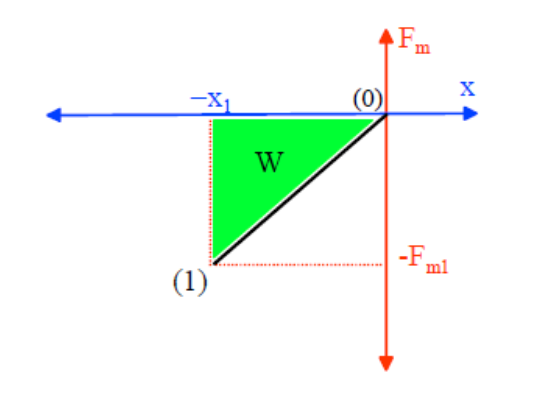 Fₘ
x
−x₁
(0)
W
-Fₘ₁
(1)